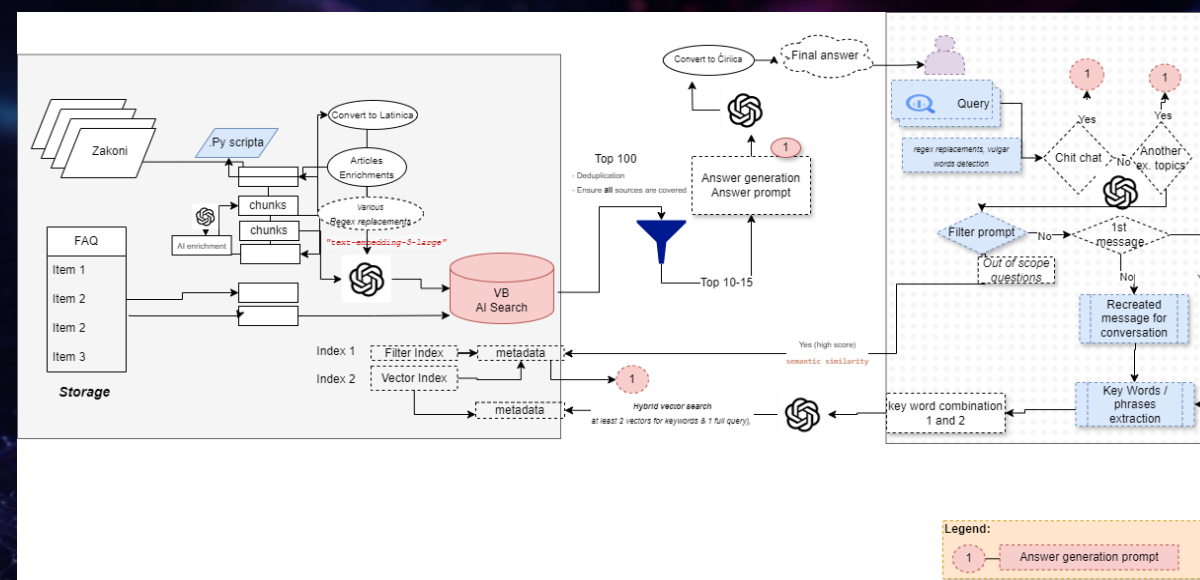 Zakoni
.Py scripta
Convert to Latinica
Articles
Enrichments
Various
Regex replacements
"text-embedding-3-large"
chunks
chunks
AI enrichment
FAQ
Item 1
Item 2
Item 2
Item 3
Storage
VB
AI Search
Index 1
Filter Index
metadata
Index 2
Vector Index
metadata
1
Top 100
- Deduplication
- Ensure all sources are covered
Top 10-15
Answer generation
Answer prompt
1
Convert to Ćirilca
Final answer
Query
regex replacements, vulgar
words detection
1
1
Yes
Yes
Chit chat
No
Another
ex. topics
Filter prompt
No
1st
message
Out of scope
questions
No
Recreated
message for
conversation
Key Words /
phrases
extraction
key word combination
1 and 2
Yes (high score)
semantic similarity
Hybrid vector search
at least 2 vectors for keywords & 1 full query),
Legend:
1
Answer generation prompt